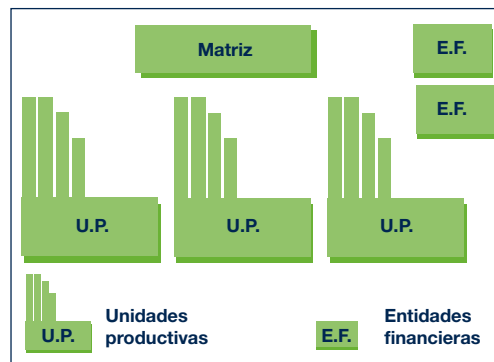 Matriz
E.F.
E.F.
U.P.
U.P.
U.P.
U.P.
Unidades
productivas
E.F.
Entidades
financieras